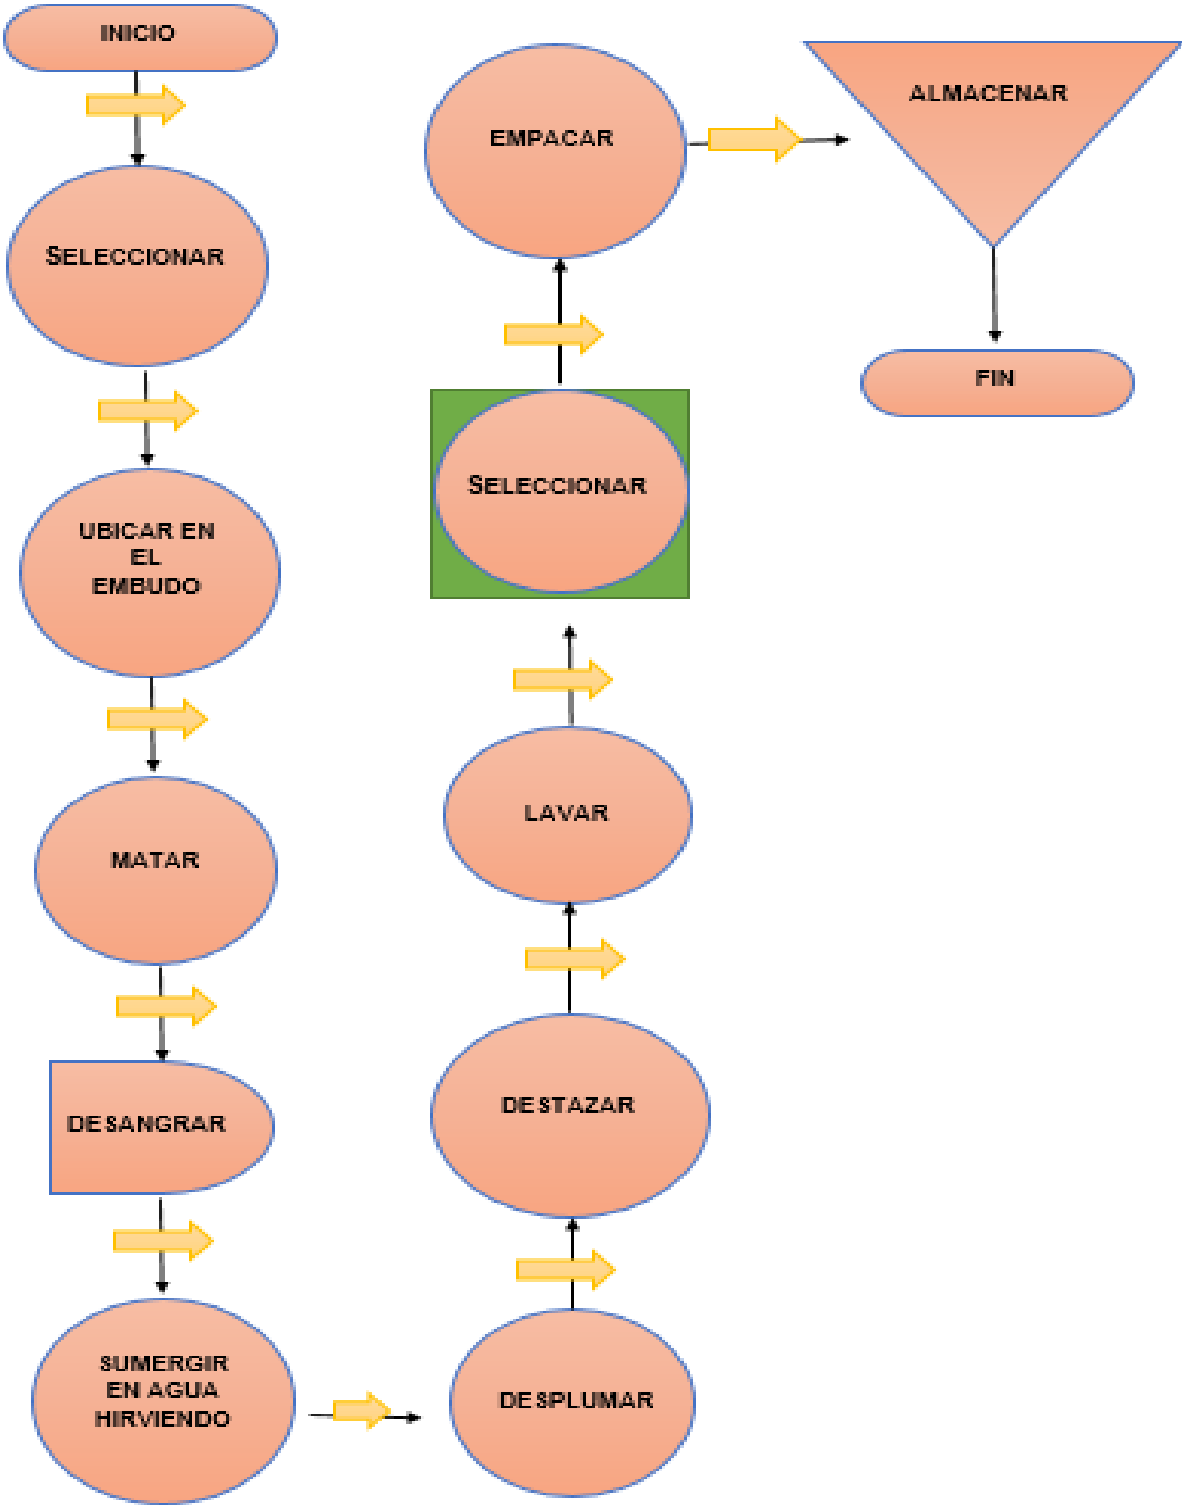 INICIO
SELECCIONAR
UBICAR EN
EL
EMBUDO
MATAR
DESANGRAR
SUMERGIR
EN AGUA
HIRVIENDO
DESPLUMAR
DESTAZAR
LAVAR
SELECCIONAR
EMPACAR
ALMACENAR
FIN